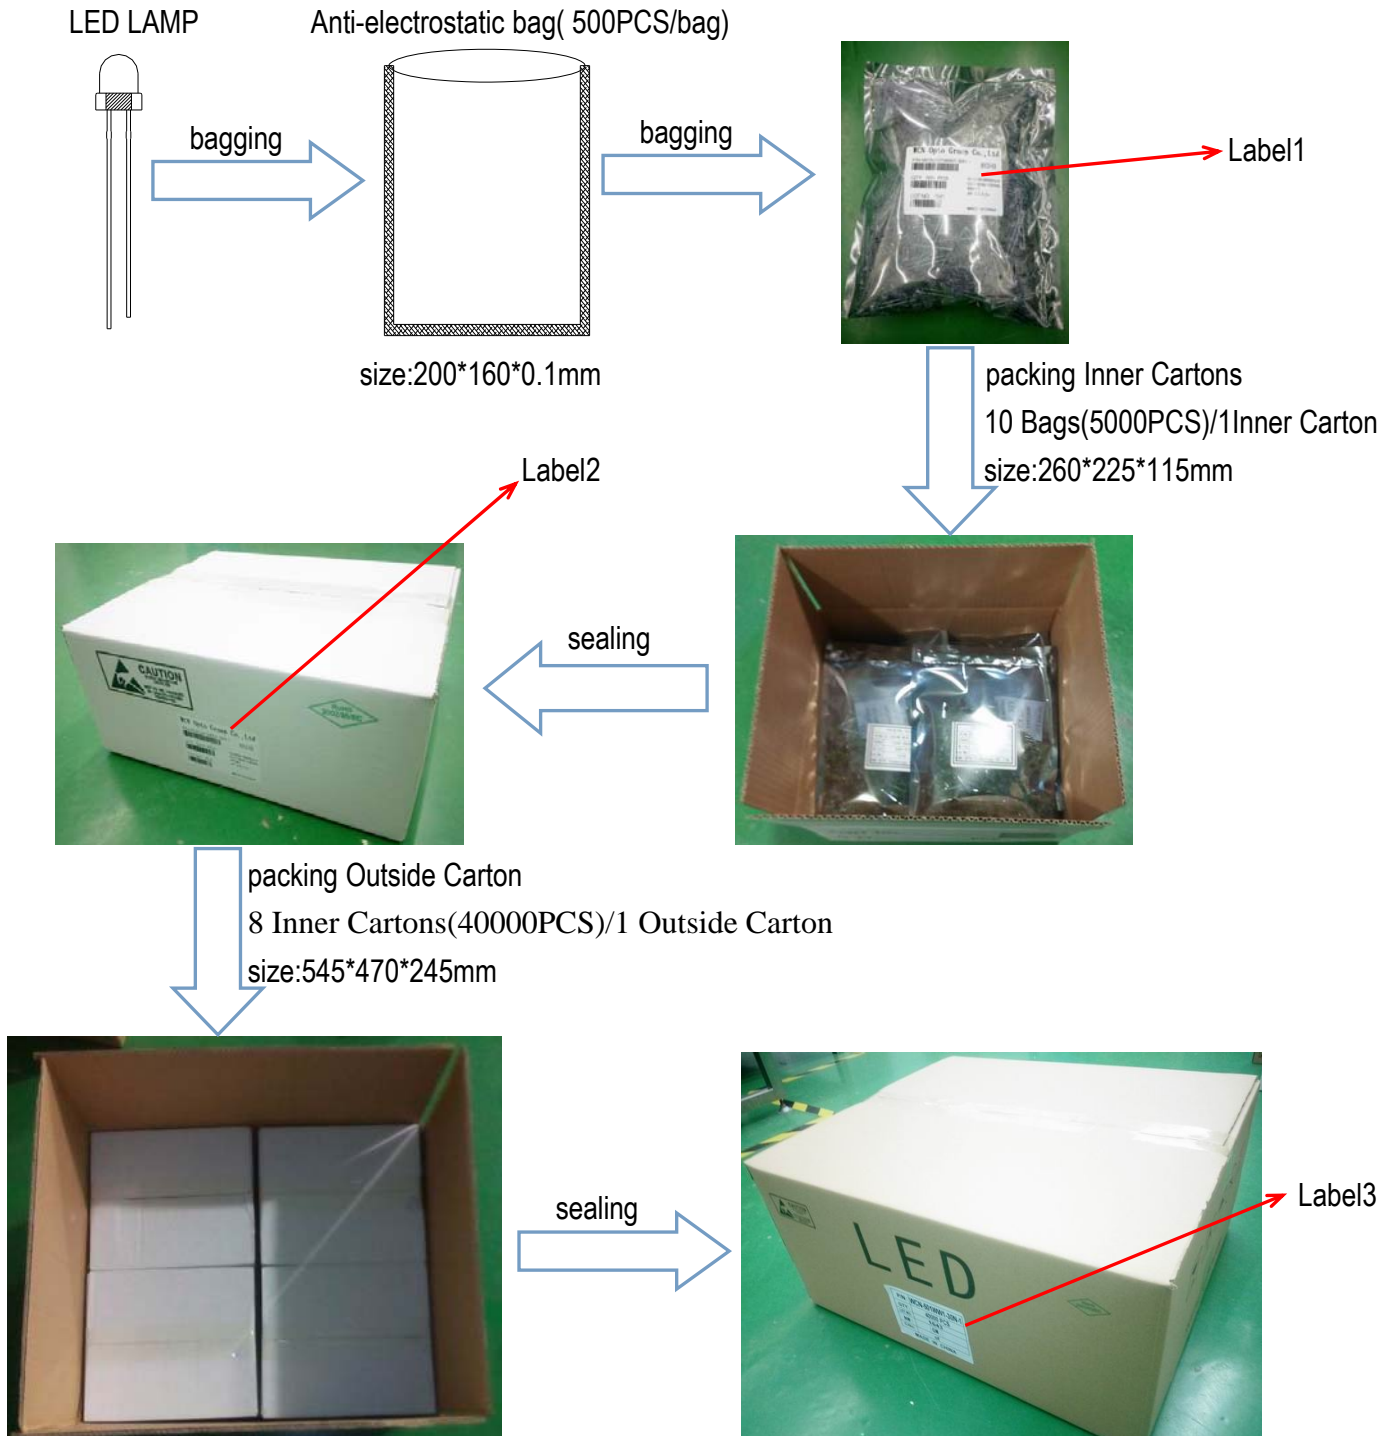 LED LAMP
Anti-electrostatic bag( 500PCS/bag)
bagging
bagging
Label1
size:200*160*0.1mm
packing Inner Cartons
10 Bags(5000PCS)/1Inner Carton
size:260*225*115mm
Label2
sealing
CAUTION
packing Outside Carton
8 Inner Cartons(40000PCS)/1 Outside Carton
size:545*470*245mm
sealing
Label3
LED